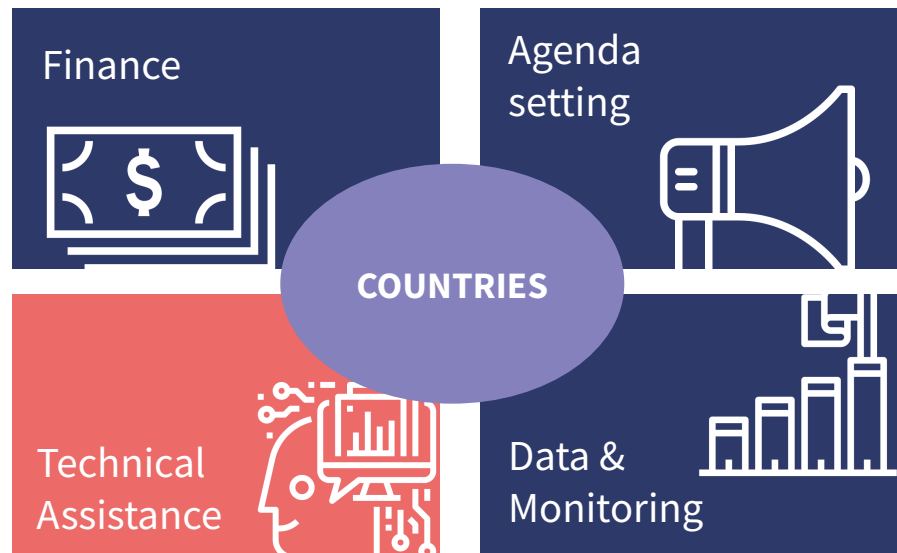 Finance
$
Agenda
setting
COUNTRIES
Technical
Assistance
Data &
Monitoring